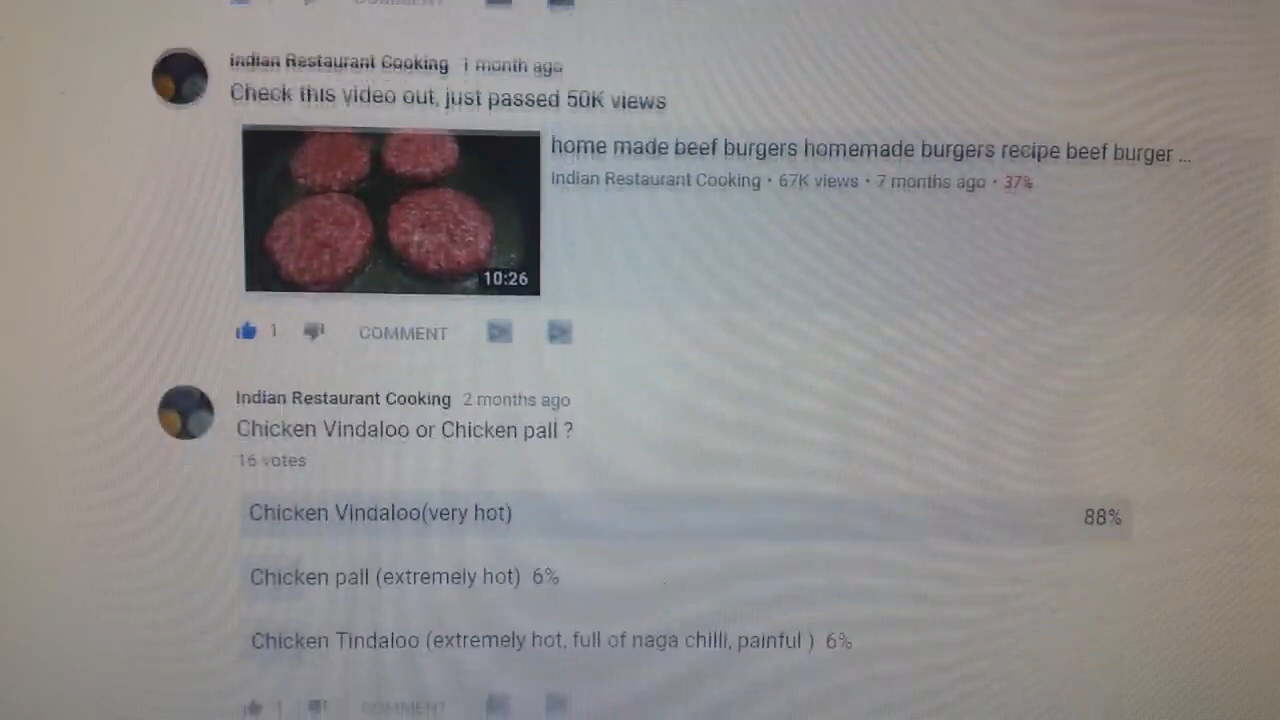 COMMENT
Indian Restaurant Cooking 1 month ago
Check this video out, just passed 50K views
home made beef burgers homemade burgers recipe beef burger ...
Indian Restaurant Cooking • 67K views • 7 months ago • 37%
10:26
1 COMMENT
Indian Restaurant Cooking 2 months ago
Chicken Vindaloo or Chicken pall ?
16 votes
Chicken Vindaloo(very hot) 88%
Chicken pall (extremely hot) 6%
Chicken Tindaloo (extremely hot, full of naga chilli, painful ) 6%
1 COMMENT